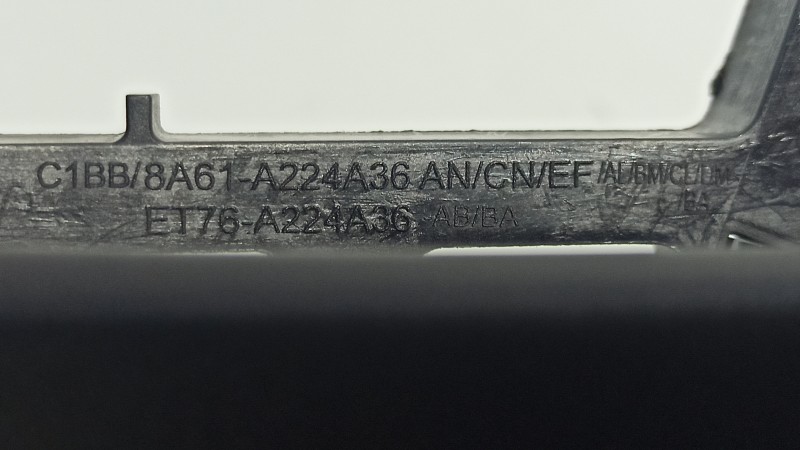 C1BB/8A61-A224A36 AN/CN/EF
ET76-A224A36 AB/BA